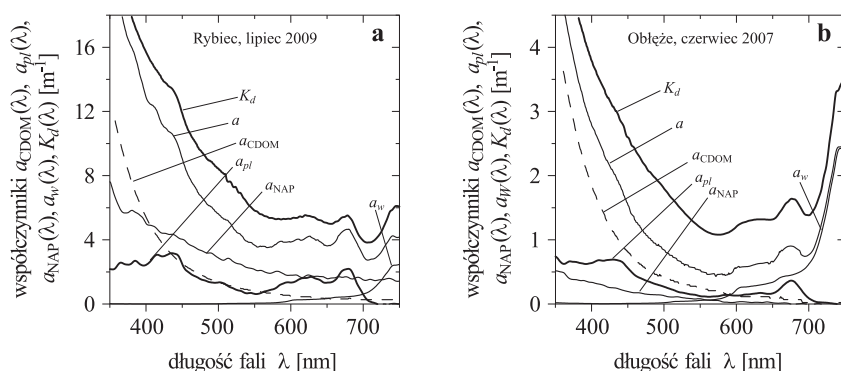 współczynniki a_CDOM(λ), a_pl(λ),
a_NAP(λ), a_w(λ), K_d(λ) [m⁻¹]
16
12
8
4
0
Rybiec, lipiec 2009
a
K_d
a
a_CDOM
a_pl
a_NAP
a_w
400 500 600 700
długość fali λ [nm]
współczynniki a_CDOM(λ), a_pl(λ),
a_NAP(λ), a_W(λ), K_d(λ) [m⁻¹]
4
3
2
1
0
Obłęże, czerwiec 2007
b
K_d
a
a_CDOM
a_pl
a_NAP
a_w
400 500 600 700
długość fali λ [nm]